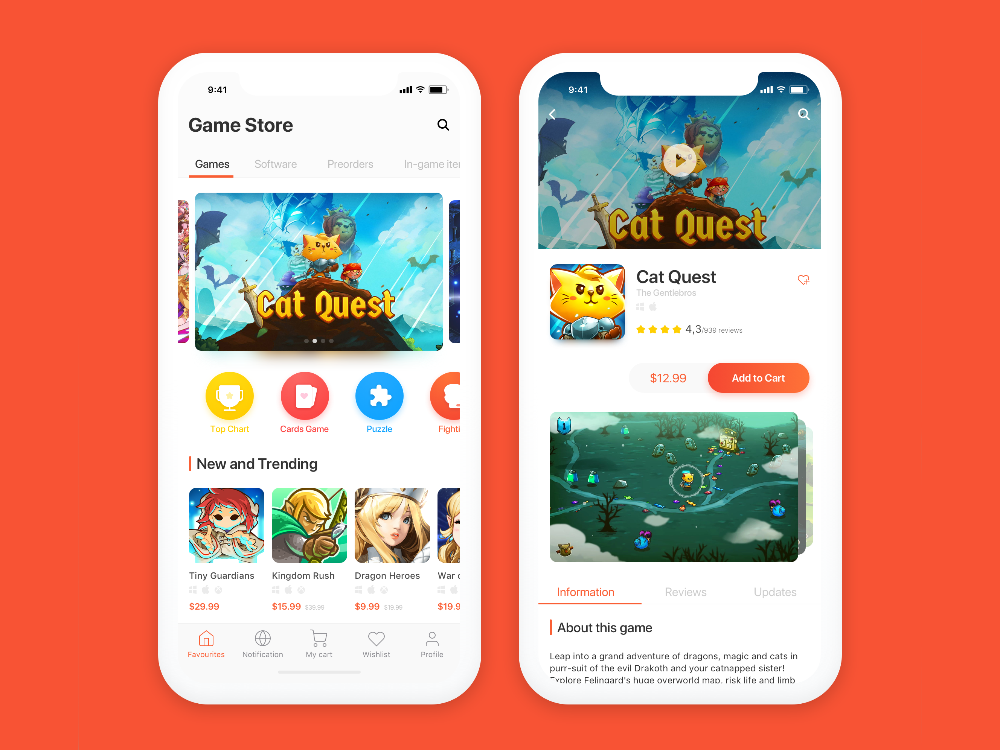 9:41
Game Store
Games Software Preorders In-game
Cat Quest
Top Chart Cards Game Puzzle
New and Trending
Tiny Guardians Kingdom Rush Dragon Heroes War
$29.99 $15.99 $39.99 $9.99 $19.99 $19.9
Favourites Notification My cart Wishlist Profile
9:41
Cat Quest
Cat Quest
The Gentlebros
4,3/939 reviews
$12.99 Add to Cart
1
Information Reviews Updates
About this game
Leap into a grand adventure of dragons, magic and cats in
purr-suit of the evil Drakoth and your catnapped sister!
Explore Felingard's huge overworld map, risk life and limb